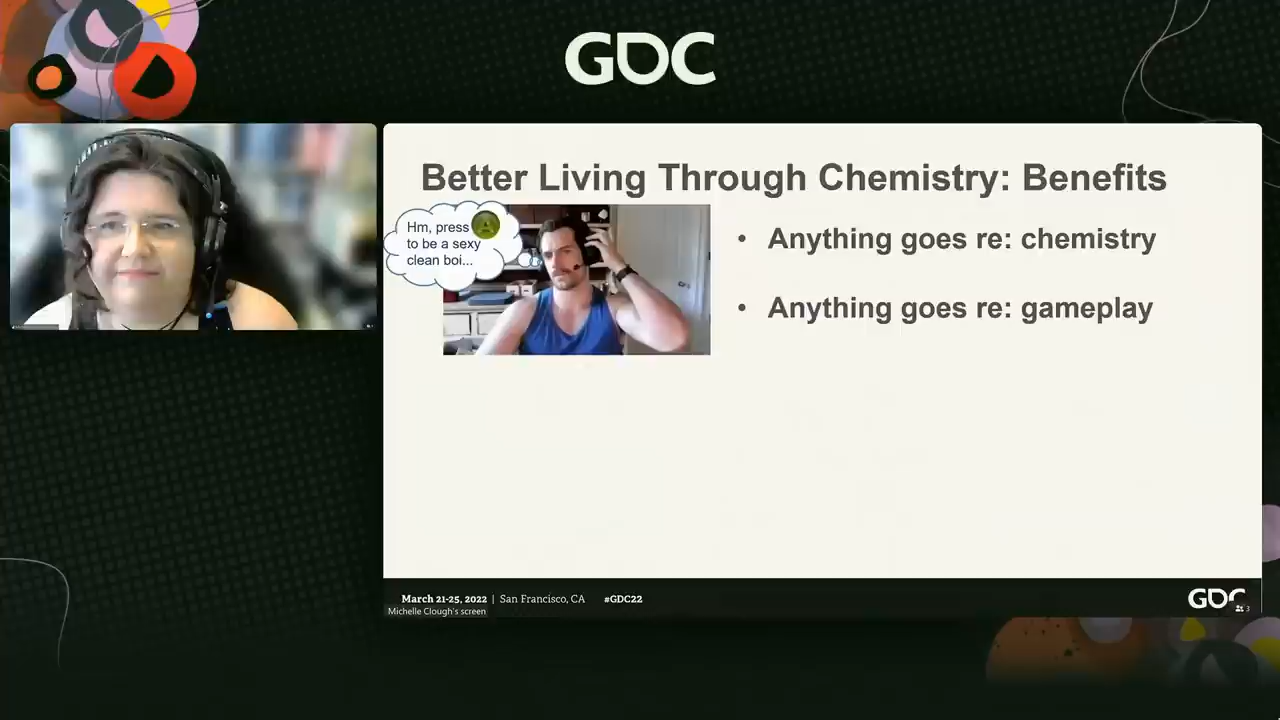 GDC
Better Living Through Chemistry: Benefits
Hm, press
to be a sexy
clean boi...
• Anything goes re: chemistry
• Anything goes re: gameplay
March 21-25, 2022 | San Francisco, CA #GDC22
GDC
3
Michelle Clough's screen